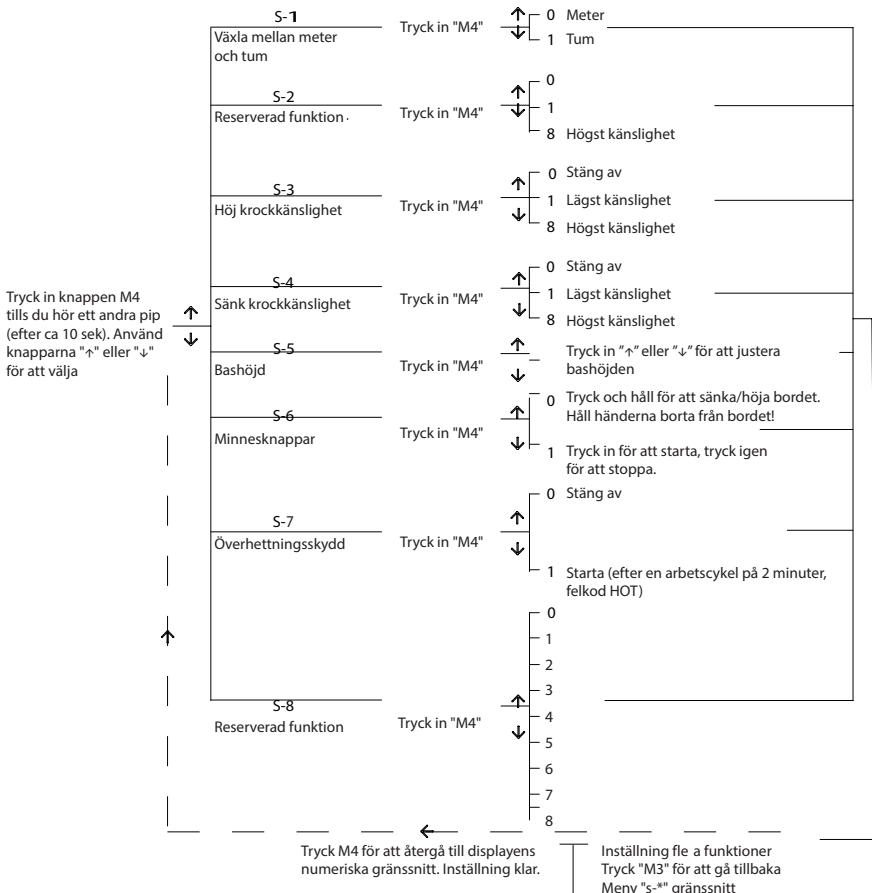 Tryck in knappen M4
tills du hör ett andra pip
(efter ca 10 sek). Använd
knapparna "↑" eller "↓"
för att välja
S-1
Växla mellan meter
och tum
Tryck in "M4"
0 Meter
1 Tum
S-2
Reserverad funktion .
Tryck in "M4"
0
1
8 Högst känslighet
S-3
Höj krockkänslighet
Tryck in "M4"
0 Stäng av
1 Lägst känslighet
8 Högst känslighet
S-4
Sänk krockkänslighet
Tryck in "M4"
0 Stäng av
1 Lägst känslighet
8 Högst känslighet
S-5
Bashöjd
Tryck in "M4"
Tryck in "↑" eller "↓" för att justera
bashöjden
S-6
Minnesknappar
Tryck in "M4"
0 Tryck och håll för att sänka/höja bordet.
Håll händerna borta från bordet!
1 Tryck in för att starta, tryck igen
för att stoppa.
S-7
Överhettningsskydd
Tryck in "M4"
0 Stäng av
1 Starta (efter en arbetscykel på 2 minuter,
felkod HOT)
S-8
Reserverad funktion
Tryck in "M4"
0
1
2
3
4
5
6
7
8
Tryck M4 för att återgå till displayens
numeriska gränssnitt. Inställning klar.
Inställning fle a funktioner
Tryck "M3" för att gå tillbaka
Meny "s-*" gränssnitt